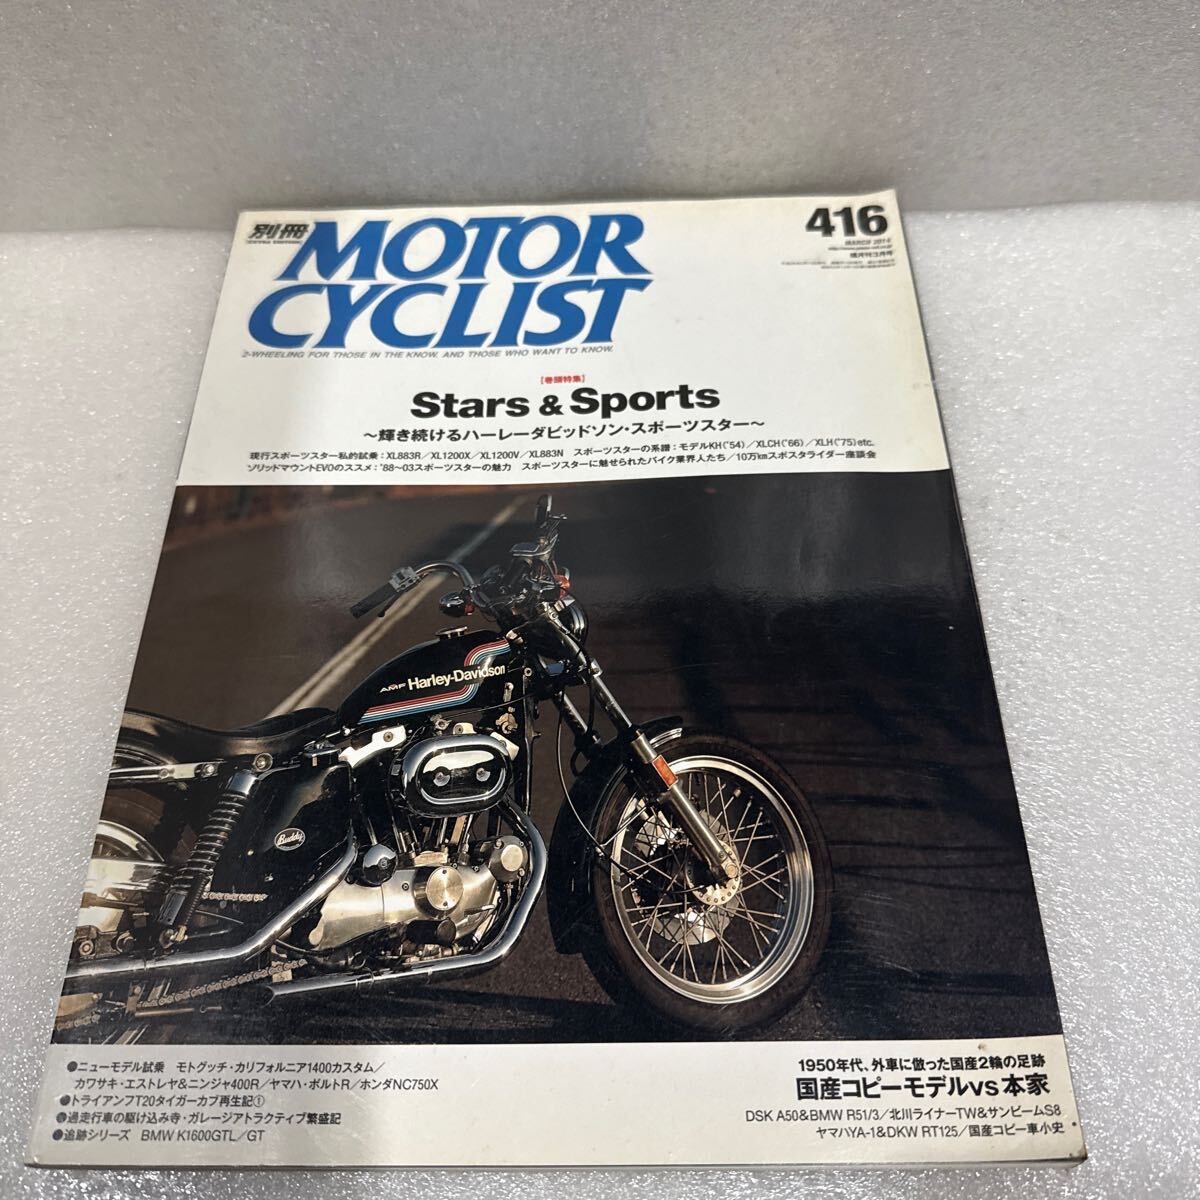 別冊
[EXTRA EDITION]
MOTOR
CYCLIST
2-WHEELING FOR THOSE IN THE KNOW. AND THOSE WHO WANT TO KNOW.
416
MARCH 2014
隔月刊3月号
[巻頭特集]
Stars & Sports
〜輝き続けるハーレーダビッドソン・スポーツスター〜
現行スポーツスター私的試乗:XL883R/XL1200X/XL1200V/XL883N スポーツスターの系譜:モデルKH('54)/XLCH('66)/XLH('75)etc.
ソリッドマウントEVOのススメ:'88〜03スポーツスターの魅力 スポーツスターに魅せられたバイク業界人たち/10万kmスポスタライダー座談会
AMF Harley-Davidson
Buddy
●ニューモデル試乗 モトグッチ・カリフォルニア1400カスタム/
カワサキ・エストレヤ&ニンジャ400R/ヤマハ・ボルトR/ホンダNC750X
●トライアンフT20タイガーカブ再生記①
●過走行車の駆け込み寺・ガレージアトラクティブ繁盛記
●追跡シリーズ BMW K1600GTL/GT
1950年代、外車に倣った国産2輪の足跡
国産コピーモデルvs本家
DSK A50&BMW R51/3/北川ライナーTW&サンビームS8
ヤマハYA-1&DKW RT125/国産コピー車小史